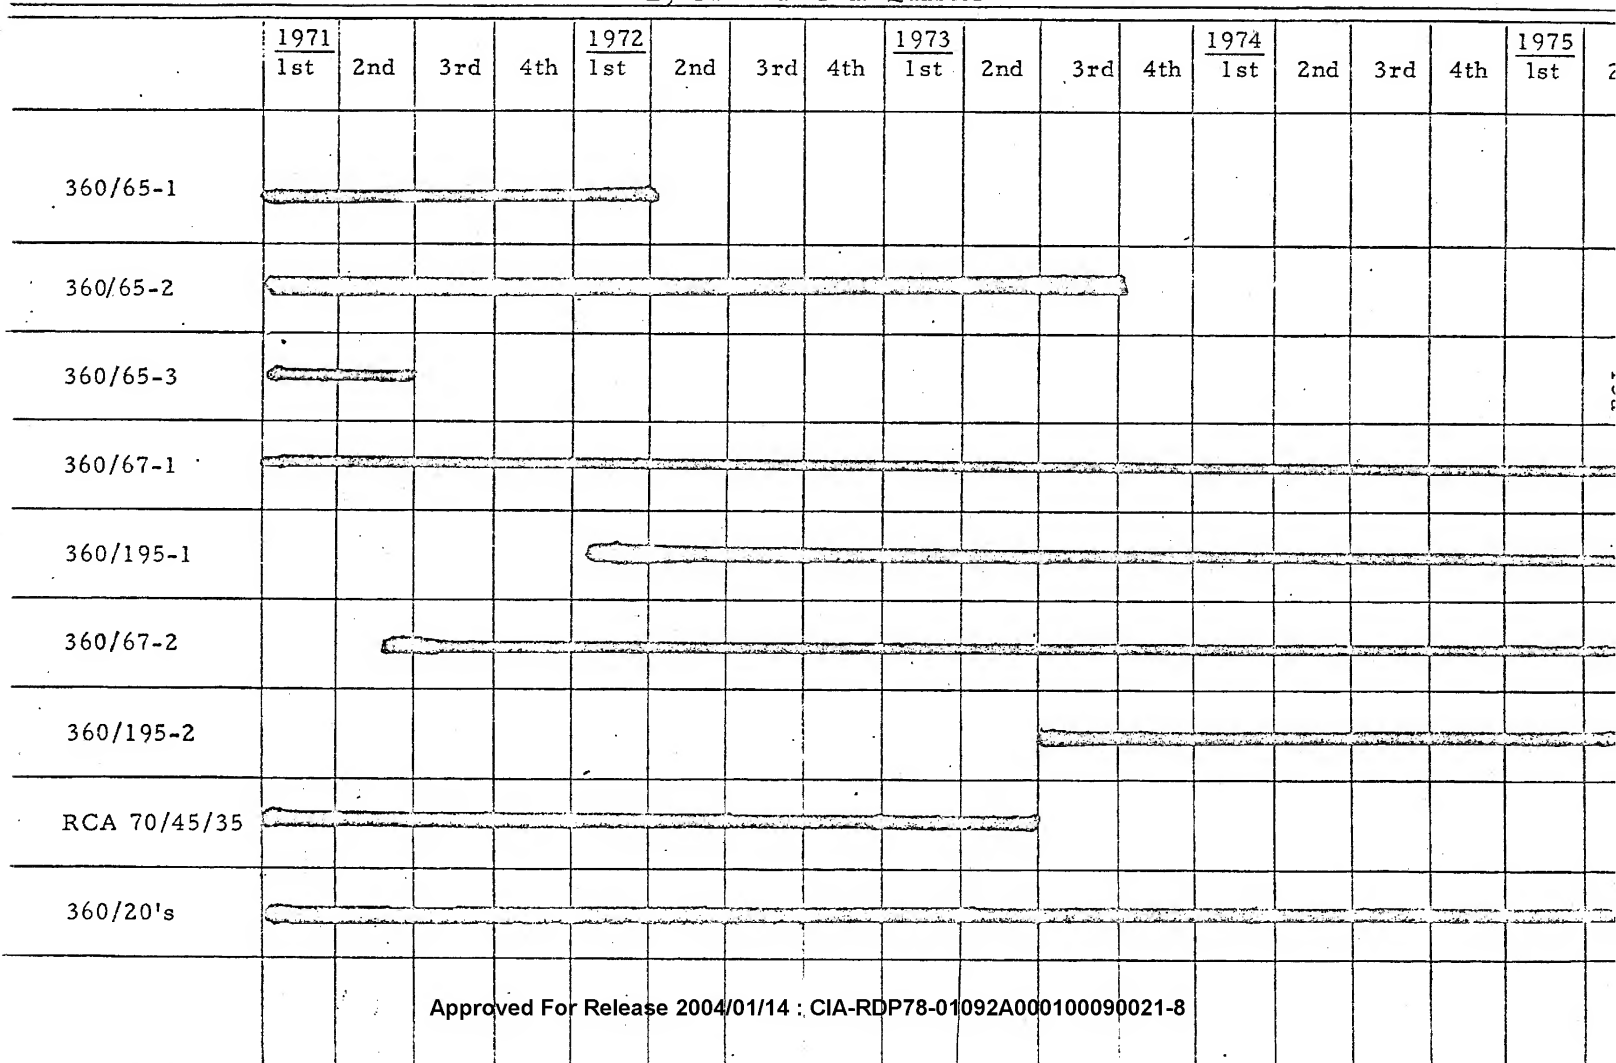 1971 1972 1973 1974 1975
1st 2nd 3rd 4th 1st 2nd 3rd 4th 1st 2nd 3rd 4th 1st 2nd 3rd 4th 1st
360/65-1
360/65-2
360/65-3
360/67-1
360/195-1
360/67-2
360/195-2
RCA 70/45/35
360/20's
Approved For Release 2004/01/14 : CIA-RDP78-01092A000100090021-8